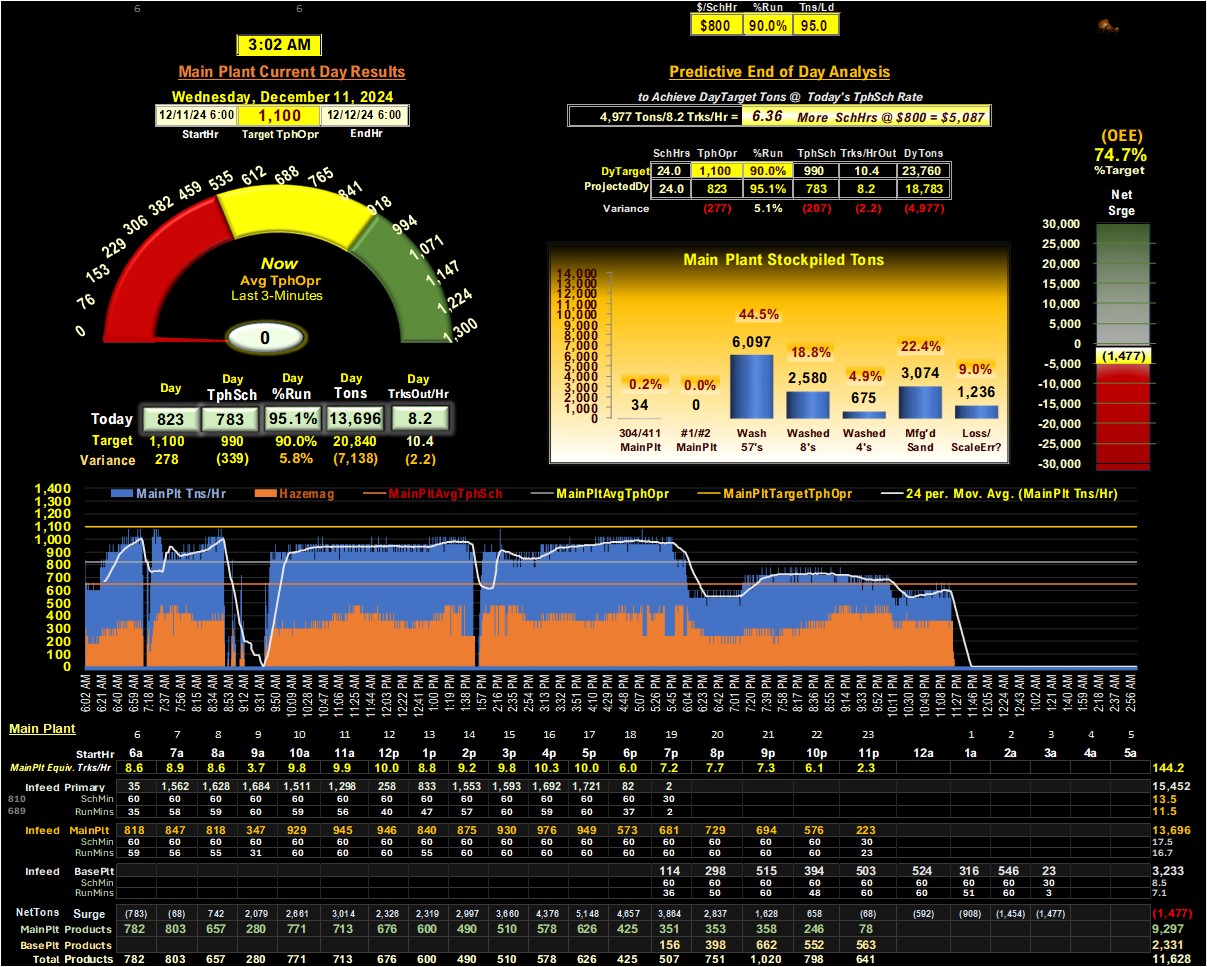 6 6
$/SchHr %Run Tns/Ld
$800 90.0% 95.0
3:02 AM
Main Plant Current Day Results
Wednesday, December 11, 2024
12/11/24 6:00 1,100 12/12/24 6:00
StartHr Target TphOpr EndHr
0 76 153 229 306 382 459 535 612 688 765 841 918 994 1,071 1,147 1,224 1,300
Now
Avg TphOpr
Last 3-Minutes
0
Day Day Day Day Day
TphSch %Run Tons TrksOut/Hr
Today 823 783 95.1% 13,696 8.2
Target 1,100 990 90.0% 20,840 10.4
Variance 278 (339) 5.8% (7,138) (2.2)
Predictive End of Day Analysis
to Achieve DayTarget Tons @ Today's TphSch Rate
4,977 Tons/8.2 Trks/Hr = 6.36 More SchHrs @ $800 = $5,087
SchHrs TphOpr %Run TphSch Trks/HrOut DyTons
DyTarget 24.0 1,100 90.0% 990 10.4 23,760
ProjectedDy 24.0 823 95.1% 783 8.2 18,783
Variance (277) 5.1% (207) (2.2) (4,977)
Main Plant Stockpiled Tons
14,000
13,000
12,000
11,000
10,000
9,000
8,000
7,000
6,000
5,000
4,000
3,000
2,000
1,000
0
0.2% 0.0% 44.5% 18.8% 4.9% 22.4% 9.0%
34 0 6,097 2,580 675 3,074 1,236
304/411 #1/#2 Wash Washed Washed Mfg'd Loss/
MainPlt MainPlt 57's 8's 4's Sand ScaleErr?
(OEE)
74.7%
%Target
Net
Srge
30,000
25,000
20,000
15,000
10,000
5,000
0
(1,477)
-5,000
-10,000
-15,000
-20,000
-25,000
-30,000
MainPlt Tns/Hr Hazemag MainPltAvgTphSch MainPltAvgTphOpr MainPltTargetTphOpr 24 per. Mov. Avg. (MainPlt Tns/Hr)
1,400
1,300
1,200
1,100
1,000
900
800
700
600
500
400
300
200
100
0
6:02 AM 6:21 AM 6:40 AM 6:59 AM 7:18 AM 7:37 AM 7:56 AM 8:15 AM 8:34 AM 8:53 AM 9:12 AM 9:31 AM 9:50 AM 10:09 AM 10:28 AM 10:47 AM 11:06 AM 11:25 AM 11:44 AM 12:03 PM 12:22 PM 12:41 PM 1:00 PM 1:19 PM 1:38 PM 1:57 PM 2:16 PM 2:35 PM 2:54 PM 3:13 PM 3:32 PM 3:51 PM 4:10 PM 4:29 PM 4:48 PM 5:07 PM 5:26 PM 5:45 PM 6:04 PM 6:23 PM 6:42 PM 7:01 PM 7:20 PM 7:39 PM 7:58 PM 8:17 PM 8:36 PM 8:55 PM 9:14 PM 9:33 PM 9:52 PM 10:11 PM 10:30 PM 10:49 PM 11:08 PM 11:27 PM 11:46 PM 12:05 AM 12:24 AM 12:43 AM 1:02 AM 1:21 AM 1:40 AM 1:59 AM 2:18 AM 2:37 AM 2:56 AM
Main Plant 6 7 8 9 10 11 12 13 14 15 16 17 18 19 20 21 22 23 1 2 3 4 5
StartHr 6a 7a 8a 9a 10a 11a 12p 1p 2p 3p 4p 5p 6p 7p 8p 9p 10p 11p 12a 1a 2a 3a 4a 5a
MainPlt Equiv. Trks/Hr 8.6 8.9 8.6 3.7 9.8 9.9 10.0 8.8 9.2 9.8 10.3 10.0 6.0 7.2 7.7 7.3 6.1 2.3 144.2
Infeed Primary 35 1,562 1,628 1,684 1,511 1,298 258 833 1,553 1,593 1,692 1,721 82 2 15,452
810 SchMin 60 60 60 60 60 60 60 60 60 60 60 60 60 30 13.5
689 RunMins 35 58 59 60 59 56 40 47 57 60 59 60 37 2 11.5
Infeed MainPlt 818 847 818 347 929 945 946 840 875 930 976 949 573 681 729 694 576 223 13,696
SchMin 60 60 60 60 60 60 60 60 60 60 60 60 60 60 60 60 60 30 17.5
RunMins 59 56 55 31 60 60 60 55 60 60 60 60 60 60 60 60 60 23 16.7
Infeed BasePlt 114 298 515 394 503 524 316 546 23 3,233
SchMin 60 60 60 60 60 60 60 60 30 8.5
RunMins 36 50 60 48 60 60 51 60 3 7.1
NetTons Surge (783) (68) 742 2,079 2,661 3,014 2,326 2,319 2,997 3,660 4,376 5,148 4,657 3,864 2,837 1,628 658 (68) (592) (908) (1,454) (1,477) (1,477)
MainPlt Products 782 803 657 280 771 713 676 600 490 510 578 626 425 351 353 358 246 78 9,297
BasePlt Products 156 398 662 552 563 2,331
Total Products 782 803 657 280 771 713 676 600 490 510 578 626 425 507 751 1,020 798 641 11,628